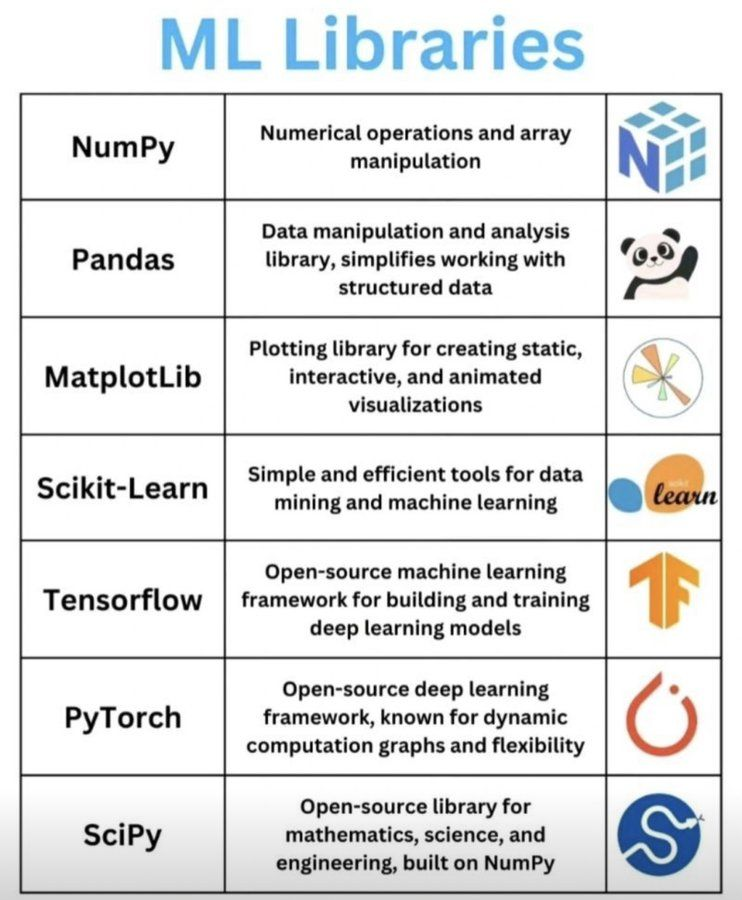 ML Libraries
NumPy
Numerical operations and array
manipulation
N
Pandas
Data manipulation and analysis
library, simplifies working with
structured data
MatplotLib
Plotting library for creating static,
interactive, and animated
visualizations
Scikit-Learn
Simple and efficient tools for data
mining and machine learning
scikit
learn
Tensorflow
Open-source machine learning
framework for building and training
deep learning models
TF
PyTorch
Open-source deep learning
framework, known for dynamic
computation graphs and flexibility
SciPy
Open-source library for
mathematics, science, and
engineering, built on NumPy